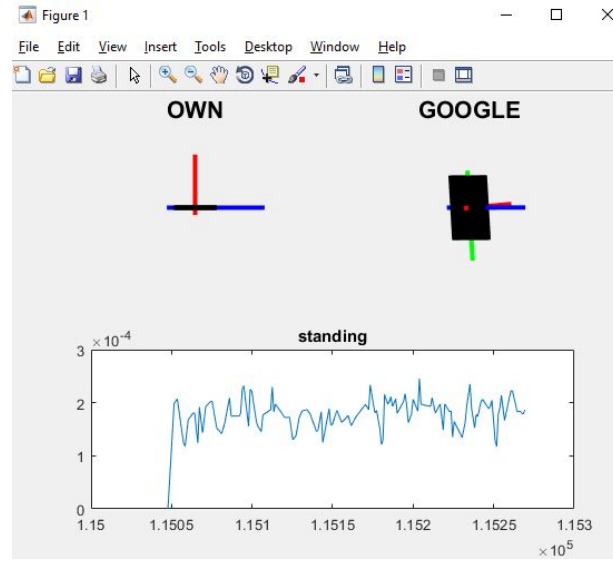 Figure 1
File Edit View Insert Tools Desktop Window Help
OWN GOOGLE
standing
×10⁻⁴
3
2
1
0
1.15 1.1505 1.151 1.1515 1.152 1.1525 1.153
×10⁵